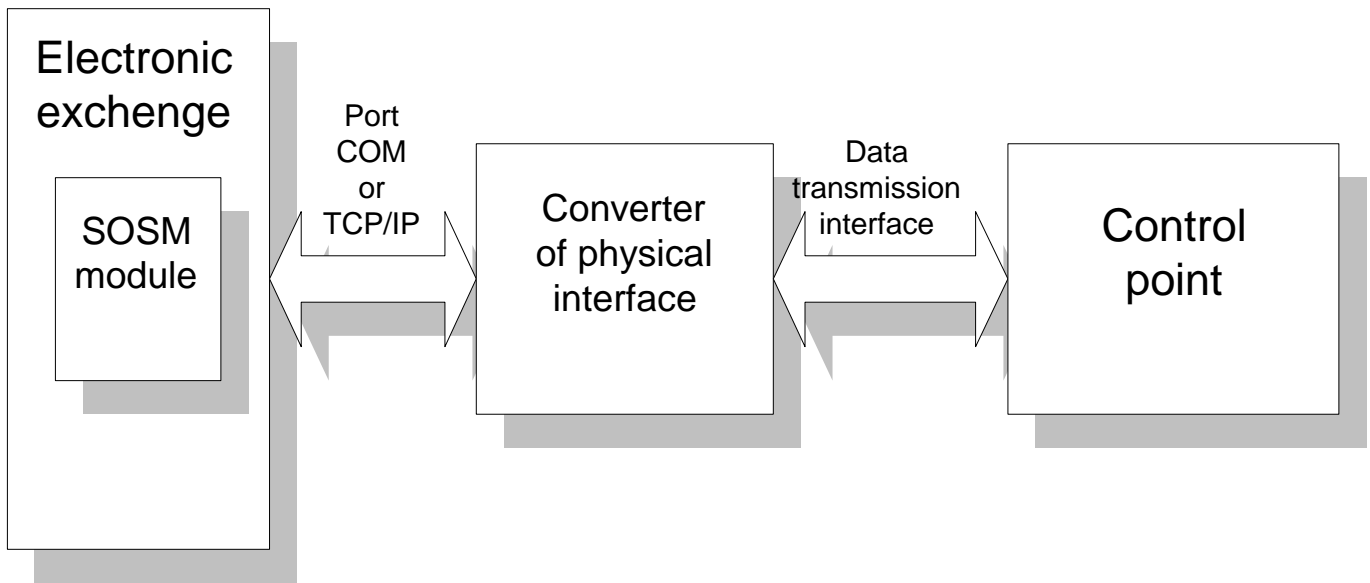 Electronic
exchenge
SOSM
module
Port
COM
or
TCP/IP
Converter
of physical
interface
Data
transmission
interface
Control
point